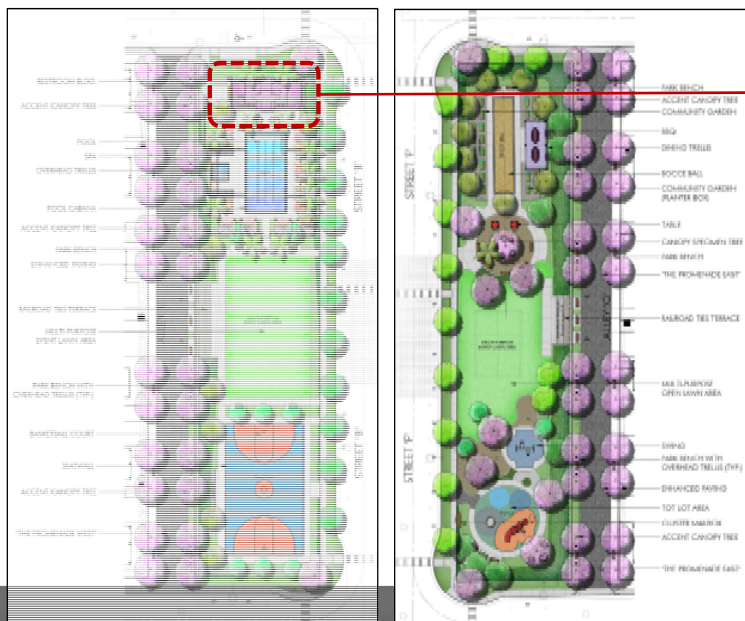 RESTROOM BLDG.
ACCENT CANOPY TREE
POOL
SPA
OVERHEAD TRELLIS
POOL CABANA
ACCENT CANOPY TREE
PARK BENCH
ENHANCED PAVING
RAILROAD TIES TERRACE
MULTI-PURPOSE
EVENT LAWN AREA
PARK BENCH WITH
OVERHEAD TRELLIS (TYP.)
BASKETBALL COURT
ACCENT CANOPY TREE
'THE PROMENADE WEST'
STREET 'B'
STREET 'B'
STREET 'P'
STREET 'P'
PARK BENCH
ACCENT CANOPY TREE
COMMUNITY GARDEN
BBQ
DINING TRELLIS
BOCCE BALL
COMMUNITY GARDEN
(PLANTER BOX)
TABLE
CANOPY SPECIMEN TREE
PARK BENCH
'THE PROMENADE EAST'
RAILROAD TIES TERRACE
MULTI-PURPOSE
OPEN LAWN AREA
SWING
PARK BENCH WITH
OVERHEAD TRELLIS (TYP.)
ENHANCED PAVING
TOT LOT AREA
CLUSTER MAILBOX
ACCENT CANOPY TREE
'THE PROMENADE EAST'